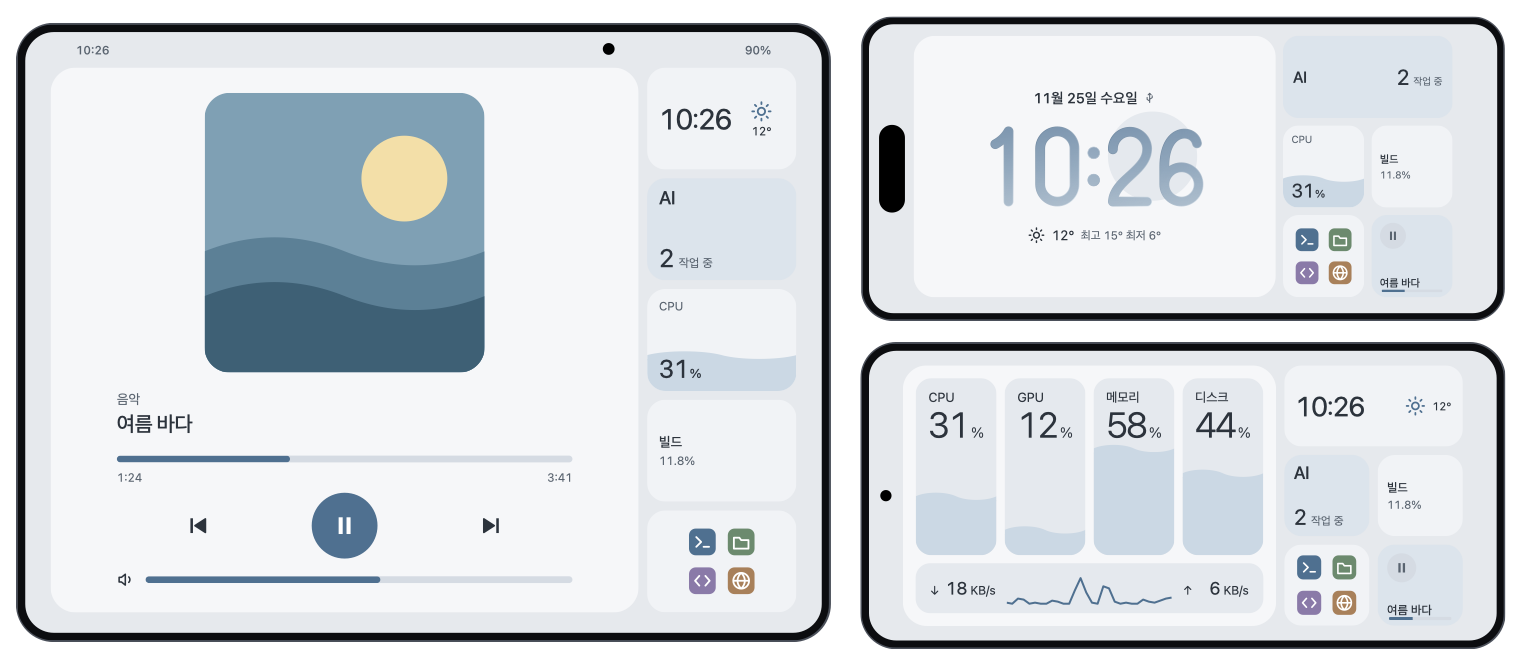 10:26
90%
음악
여름 바다
1:24
3:41
10:26
12°
AI
2 작업 중
CPU
31%
빌드
11.8%
11월 25일 수요일
10:26
12° 최고 15° 최저 6°
AI
2 작업 중
CPU
31%
빌드
11.8%
여름 바다
CPU
31%
GPU
12%
메모리
58%
디스크
44%
↓ 18 KB/s
↑ 6 KB/s
10:26
12°
AI
2 작업 중
빌드
11.8%
여름 바다